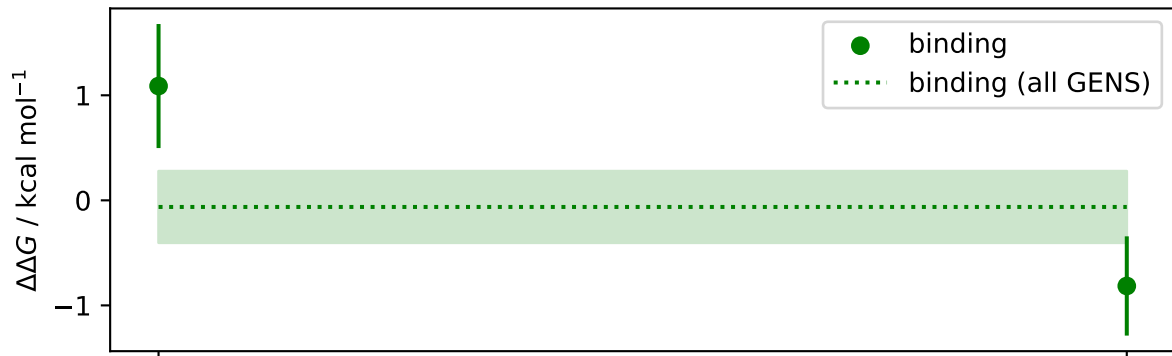 ΔΔG / kcal mol⁻¹
1
0
−1
binding
binding (all GENS)